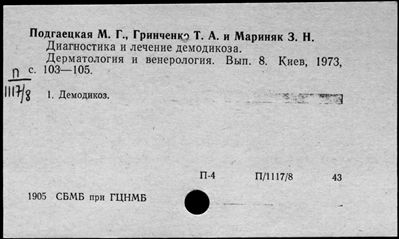 Подгаецкая М. Г., Гринченко Т. А. и Мариняк З. Н.
Диагностика и лечение демодикоза.
Дерматология и венерология. Вып. 8. Киев, 1973,
с. 103—105.
П
1117/8
1. Демодикоз.
П-4 П/1117/8 43
1905 СБМБ при ГЦНМБ